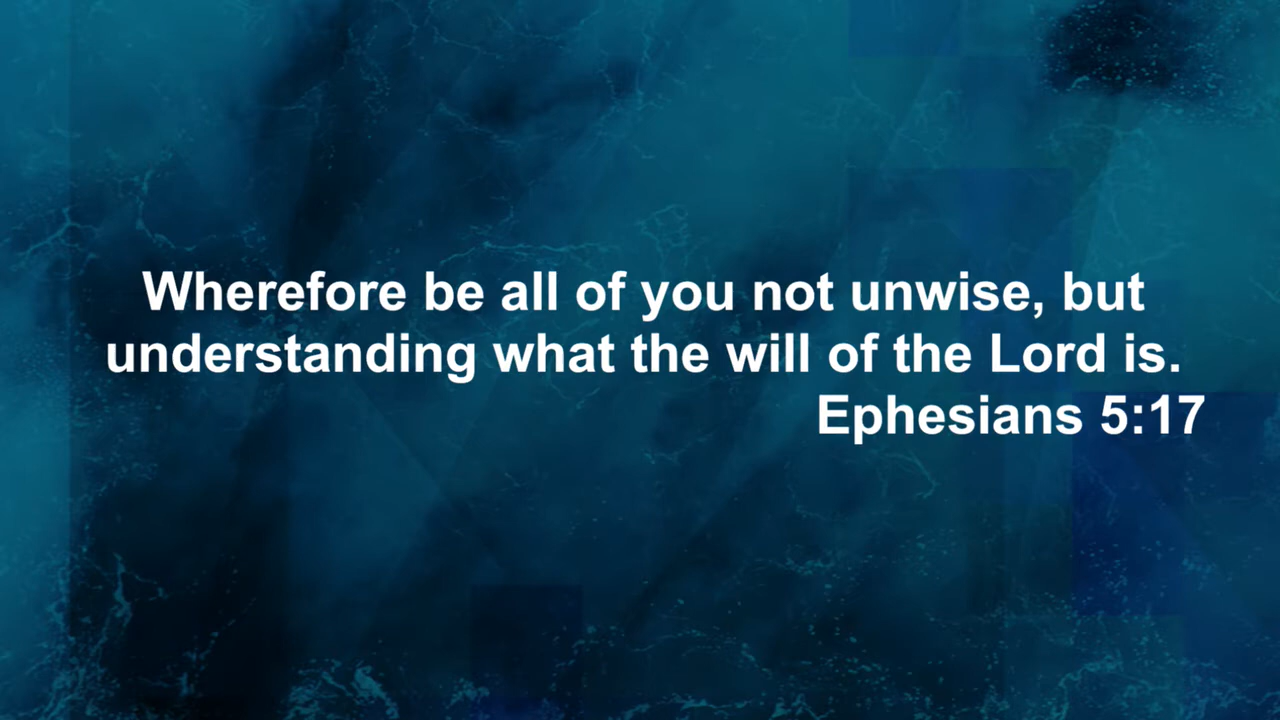 Wherefore be all of you not unwise, but
understanding what the will of the Lord is.
Ephesians 5:17